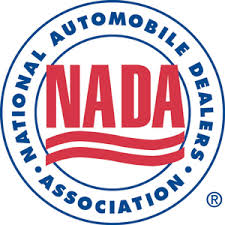 NATIONAL AUTOMOBILE DEALERS
NADA
• ASSOCIATION •
®